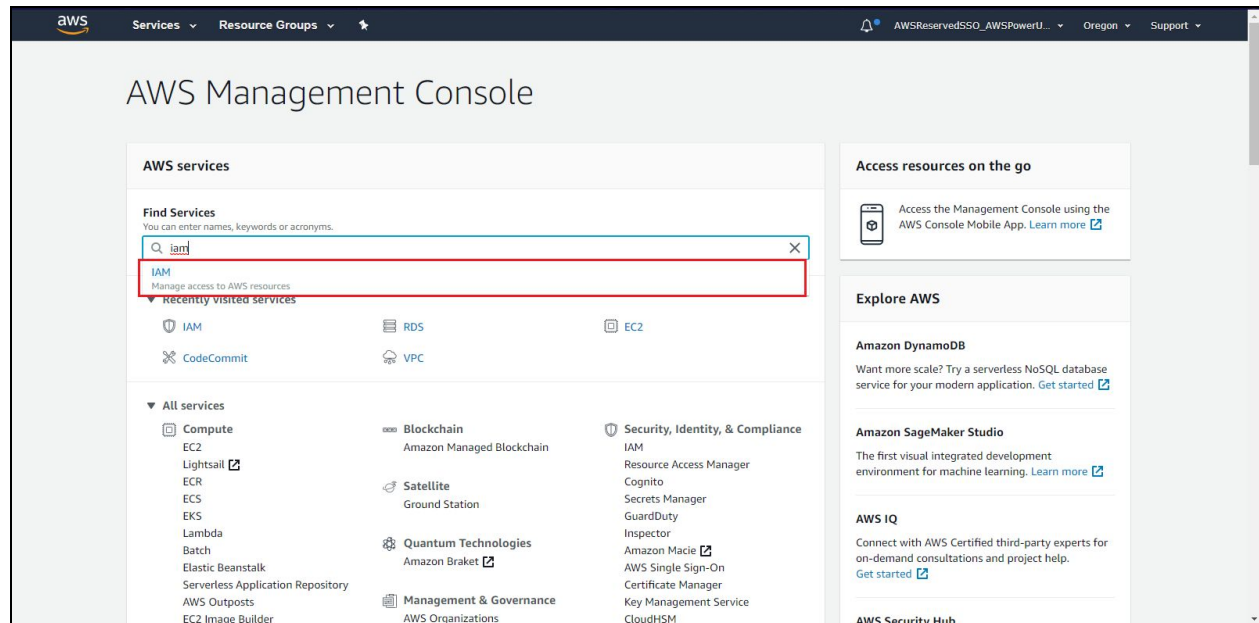 aws
Services
Resource Groups
AWSReservedSSO_AWSPowerU...
Oregon
Support
AWS Management Console
AWS services
Find Services
You can enter names, keywords or acronyms.
iam
IAM
Manage access to AWS resources
Recently visited services
IAM
RDS
EC2
CodeCommit
VPC
All services
Compute
EC2
Lightsail
ECR
ECS
EKS
Lambda
Batch
Elastic Beanstalk
Serverless Application Repository
AWS Outposts
EC2 Image Builder
Blockchain
Amazon Managed Blockchain
Satellite
Ground Station
Quantum Technologies
Amazon Braket
Management & Governance
AWS Organizations
Security, Identity, & Compliance
IAM
Resource Access Manager
Cognito
Secrets Manager
GuardDuty
Inspector
Amazon Macie
AWS Single Sign-On
Certificate Manager
Key Management Service
CloudHSM
Access resources on the go
Access the Management Console using the
AWS Console Mobile App. Learn more
Explore AWS
Amazon DynamoDB
Want more scale? Try a serverless NoSQL database
service for your modern application. Get started
Amazon SageMaker Studio
The first visual integrated development
environment for machine learning. Learn more
AWS IQ
Connect with AWS Certified third-party experts for
on-demand consultations and project help.
Get started
AWS Security Hub